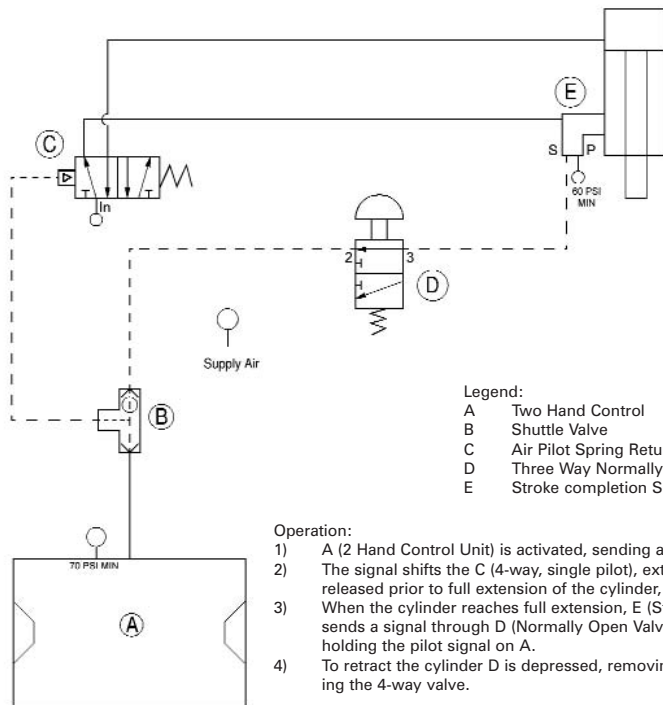 E
C
S P
60 PSI
MIN
In
2 3
D
Supply Air
B
Legend:
A Two Hand Control
B Shuttle Valve
C Air Pilot Spring Retu
D Three Way Normally
E Stroke completion S
70 PSI MIN
A
Operation:
1) A (2 Hand Control Unit) is activated, sending a
2) The signal shifts the C (4-way, single pilot), ext
released prior to full extension of the cylinder,
3) When the cylinder reaches full extension, E (S
sends a signal through D (Normally Open Valv
holding the pilot signal on A.
4) To retract the cylinder D is depressed, removin
ing the 4-way valve.